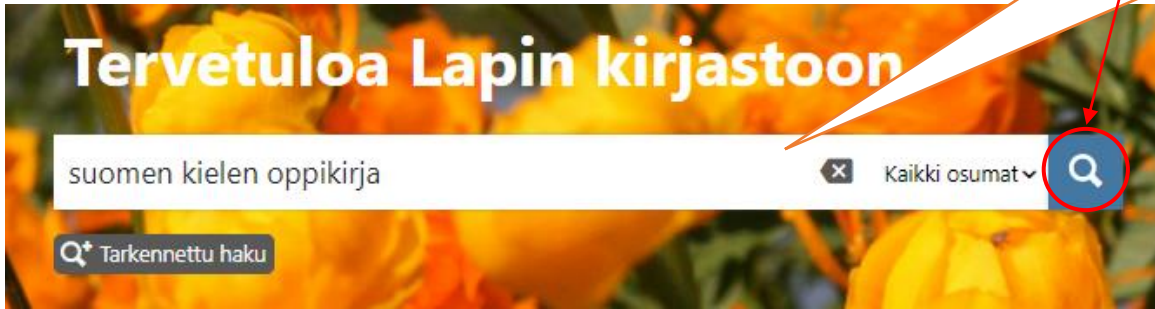 Tervetuloa Lapin kirjastoon
suomen kielen oppikirja Kaikki osumat
Tarkennettu haku